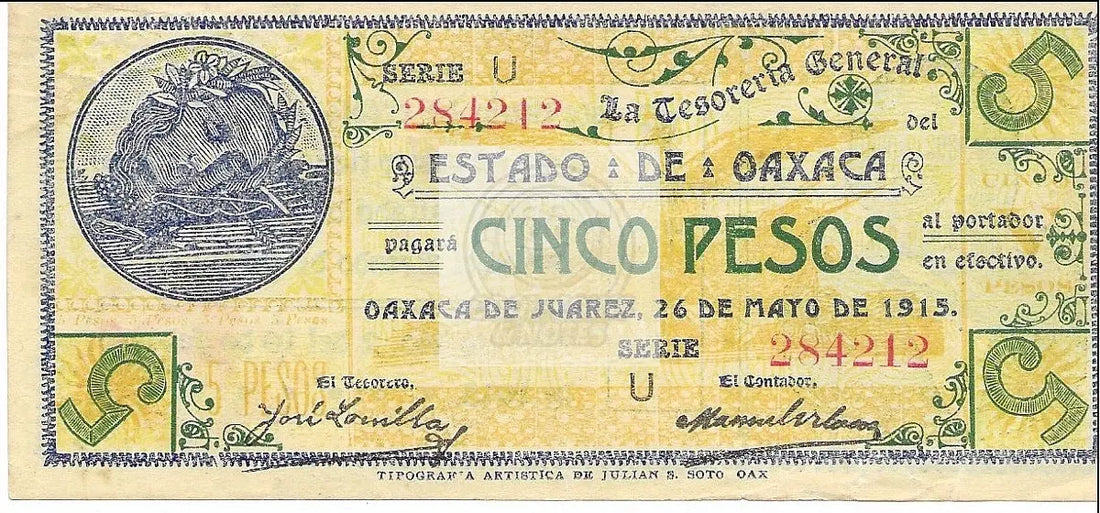 SERIE U
284212
La Tesorería General
del
ESTADO DE OAXACA
pagará CINCO PESOS al portador
en efectivo.
OAXACA DE JUAREZ, 26 DE MAYO DE 1915.
SERIE 284212
U
El Tesorero, El Contador,
5 PESOS
5
5
5
TIPOGRAFIA ARTISTICA DE JULIAN S. SOTO OAX